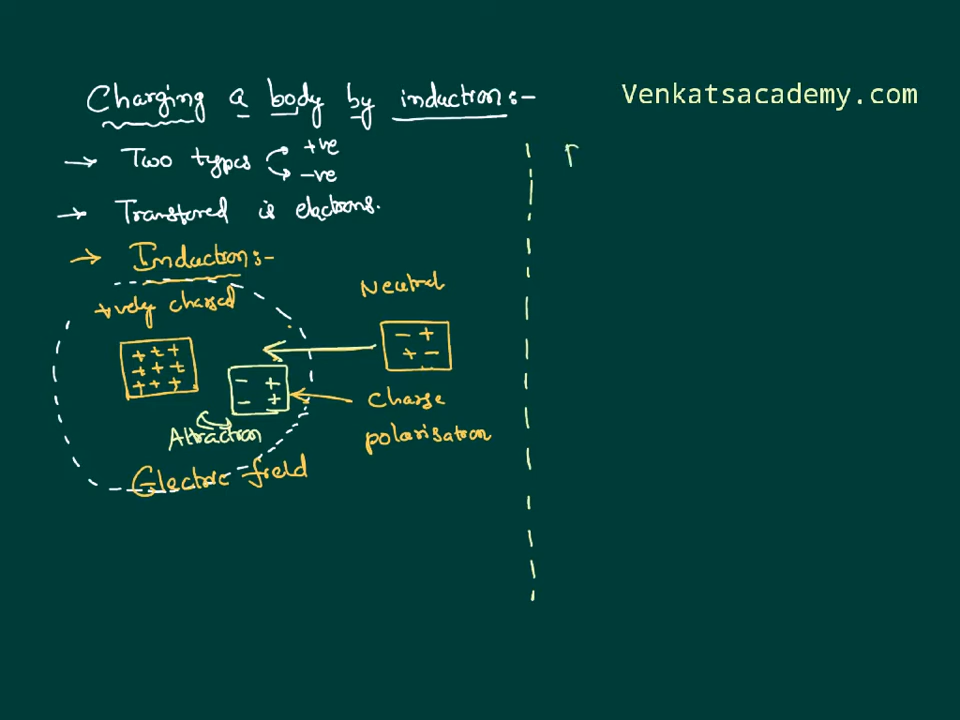 Charging a body by induction:-
Venkatsacademy.com
→ Two types +ve
-ve
→ Transfered is electrons.
→ Induction:-
+vely charged
Neutral
+ + +
+ + +
+ + +
- +
+ -
- +
- +
Attraction
Charge
polarisation
Electric field